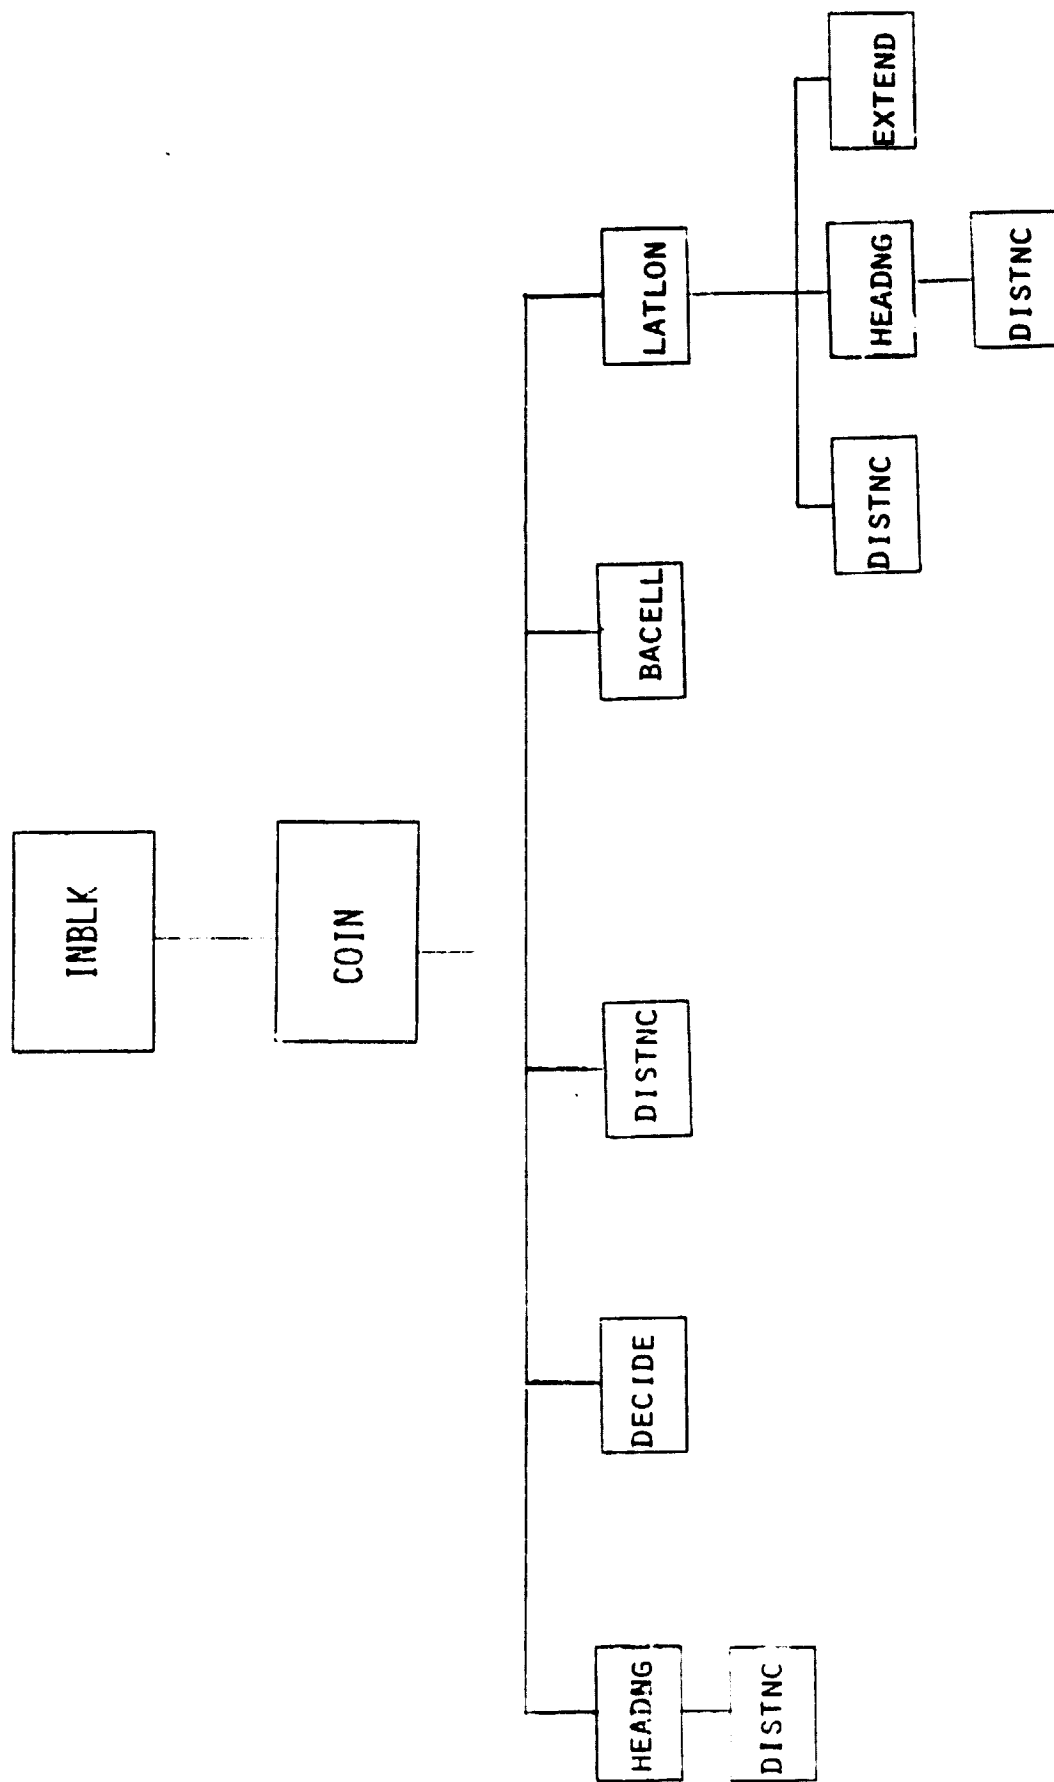 INBLK
COIN
HEADNG
DECIDE
DISTNC
BACELL
LATLON
DISTNC
DISTNC
HEADNG
EXTEND
DISTNC